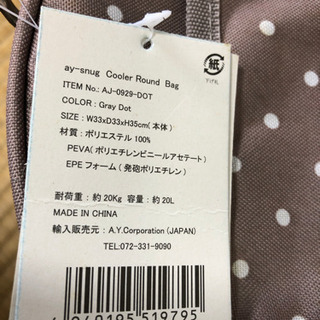 紙
ay-snug Cooler Round Bag
ITEM No.: AJ-0929-DOT
COLOR : Gray Dot
SIZE : W33xD33xH35cm(本体)
材質 : ポリエステル 100%
PEVA(ポリエチレンビニールアセテート)
EPE フォーム ( 発砲ポリエチレン )
耐荷重 : 約 20Kg 容量 : 約 20L
MADE IN CHINA
輸入販売元 : A.Y.Corporation (JAPAN)
TEL:072-331-9090